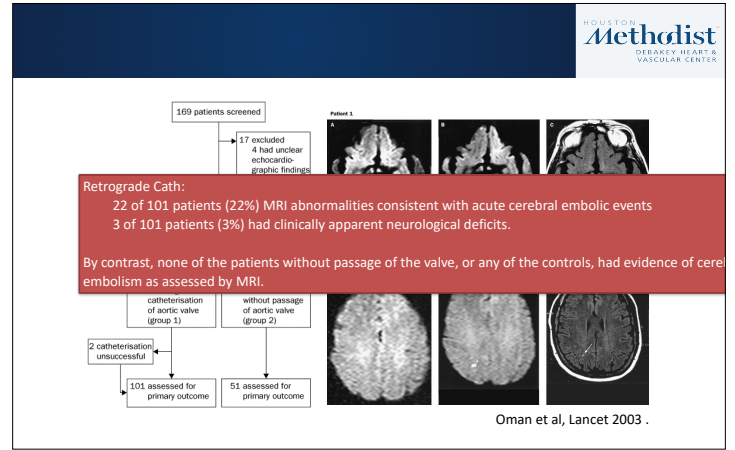 HOUSTON
Methodist
DEBAKEY HEART &
VASCULAR CENTER
169 patients screened
17 excluded
4 had unclear
echocardio-
graphic findings
Patient 1
A
B
C
Retrograde Cath:
22 of 101 patients (22%) MRI abnormalities consistent with acute cerebral embolic events
3 of 101 patients (3%) had clinically apparent neurological deficits.
By contrast, none of the patients without passage of the valve, or any of the controls, had evidence of cere
embolism as assessed by MRI.
catheterisation
of aortic valve
(group 1)
without passage
of aortic valve
(group 2)
2 catheterisation
unsuccessful
101 assessed for
primary outcome
51 assessed for
primary outcome
Oman et al, Lancet 2003 .